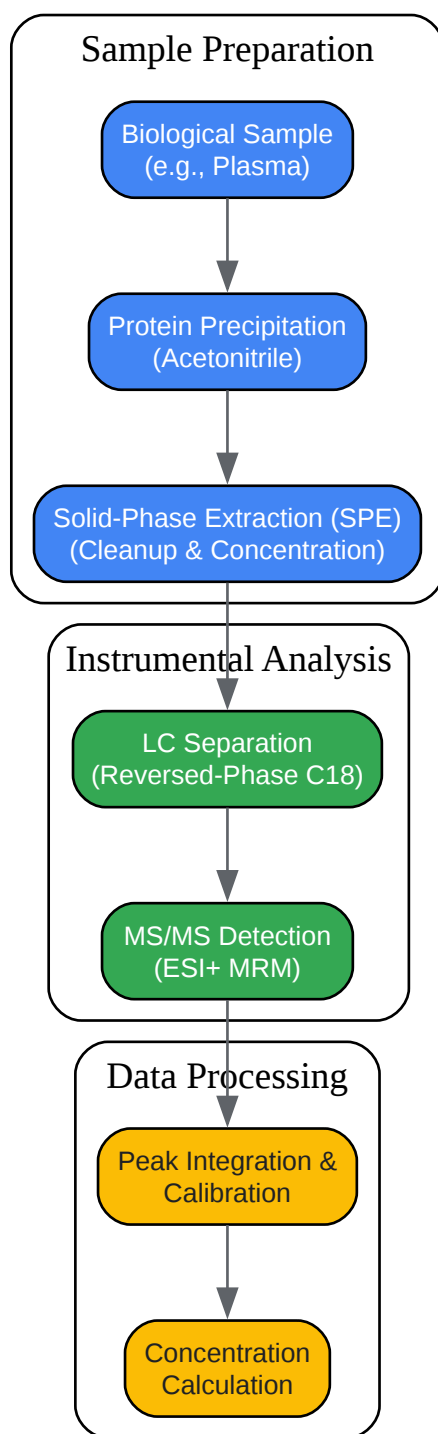 Sample Preparation
Biological Sample
(e.g., Plasma)
Protein Precipitation
(Acetonitrile)
Solid-Phase Extraction (SPE)
(Cleanup & Concentration)
Instrumental Analysis
LC Separation
(Reversed-Phase C18)
MS/MS Detection
(ESI+ MRM)
Data Processing
Peak Integration &
Calibration
Concentration
Calculation